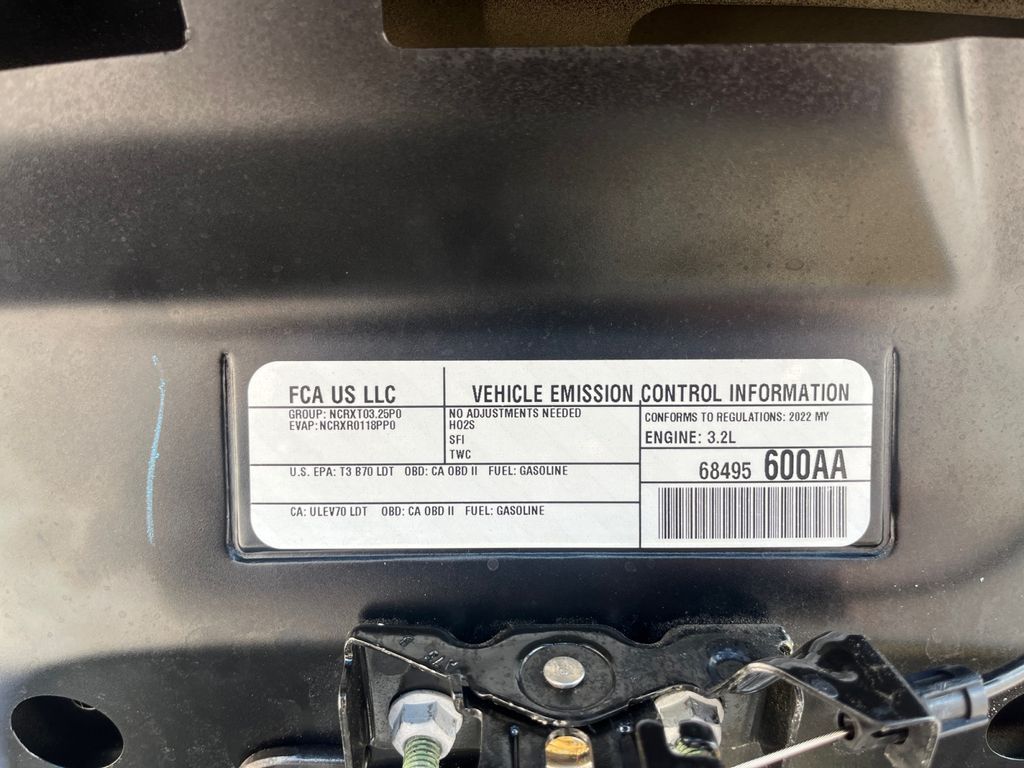 FCA US LLC
VEHICLE EMISSION CONTROL INFORMATION
GROUP: NCRXT03.25P0
EVAP: NCRXR0118PP0
NO ADJUSTMENTS NEEDED
HO2S
SFI
TWC
CONFORMS TO REGULATIONS: 2022 MY
ENGINE: 3.2L
68495 600AA
U.S. EPA: T3 B70 LDT OBD: CA OBD II FUEL: GASOLINE
CA: ULEV70 LDT OBD: CA OBD II FUEL: GASOLINE